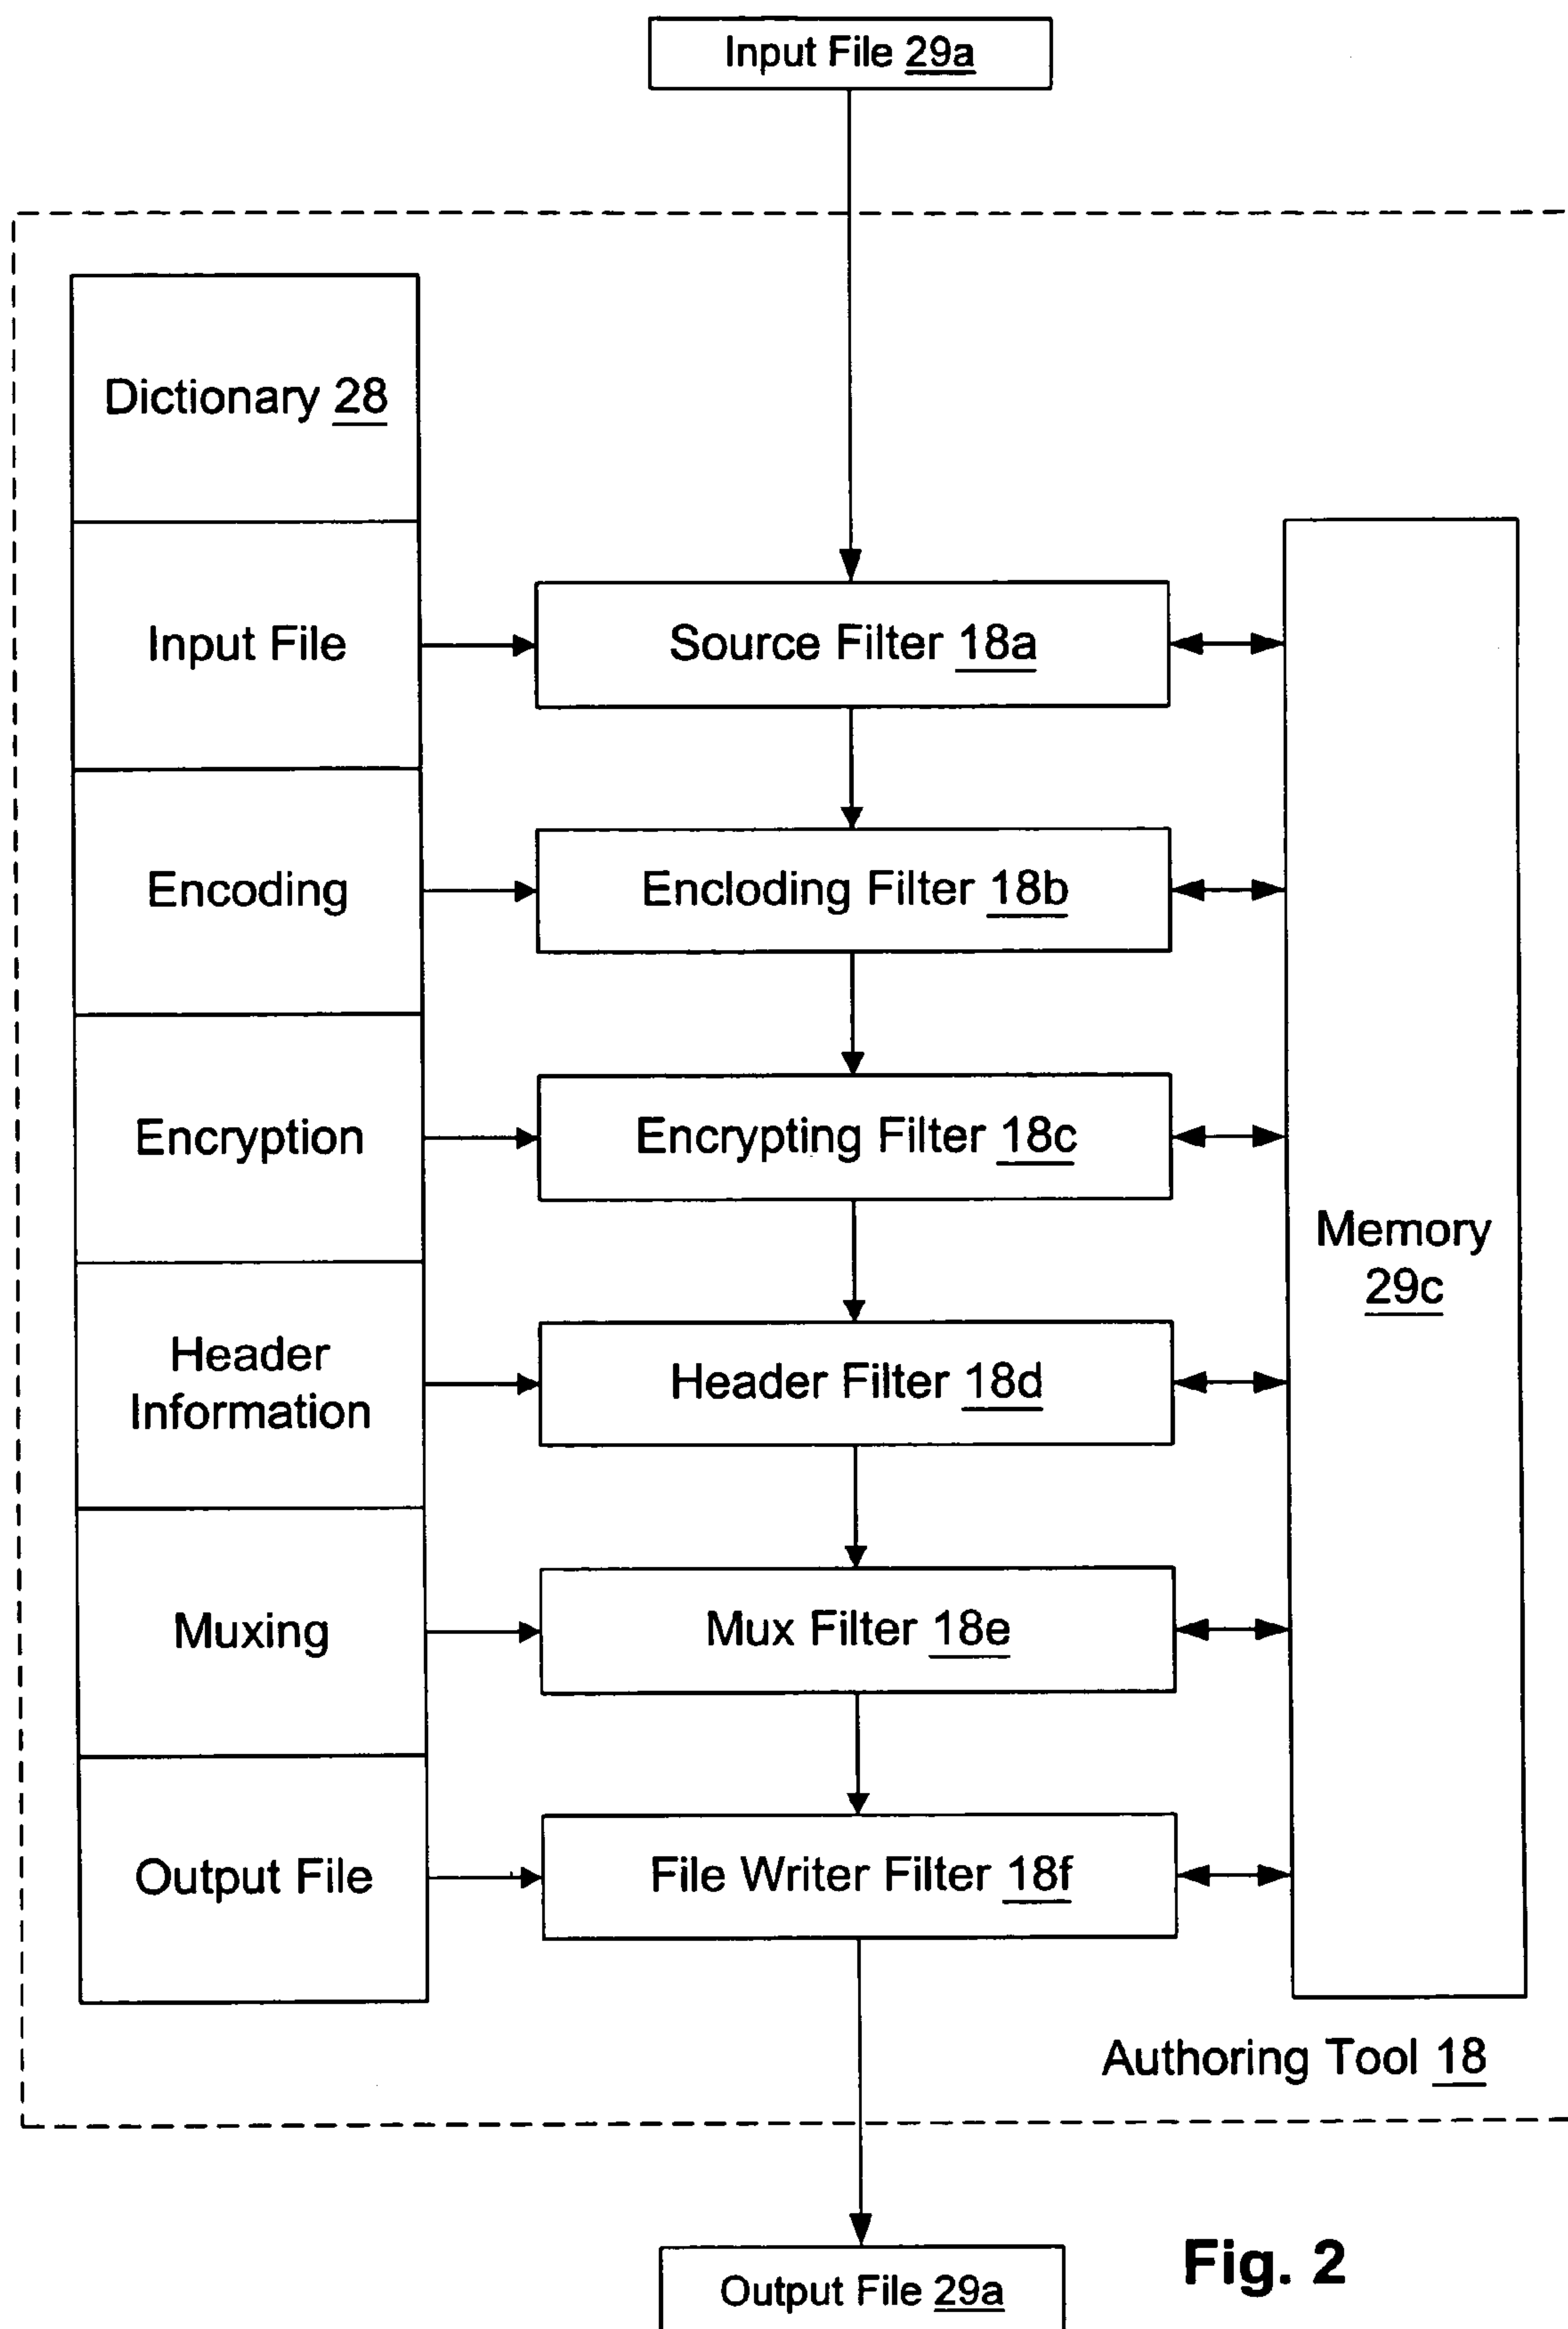 Input File 29a
Dictionary 28
Input File
Source Filter 18a
Encoding
Encloding Filter 18b
Encryption
Encrypting Filter 18c
Memory
29c
Header
Information
Header Filter 18d
Muxing
Mux Filter 18e
Output File
File Writer Filter 18f
Authoring Tool 18
Output File 29a
Fig. 2